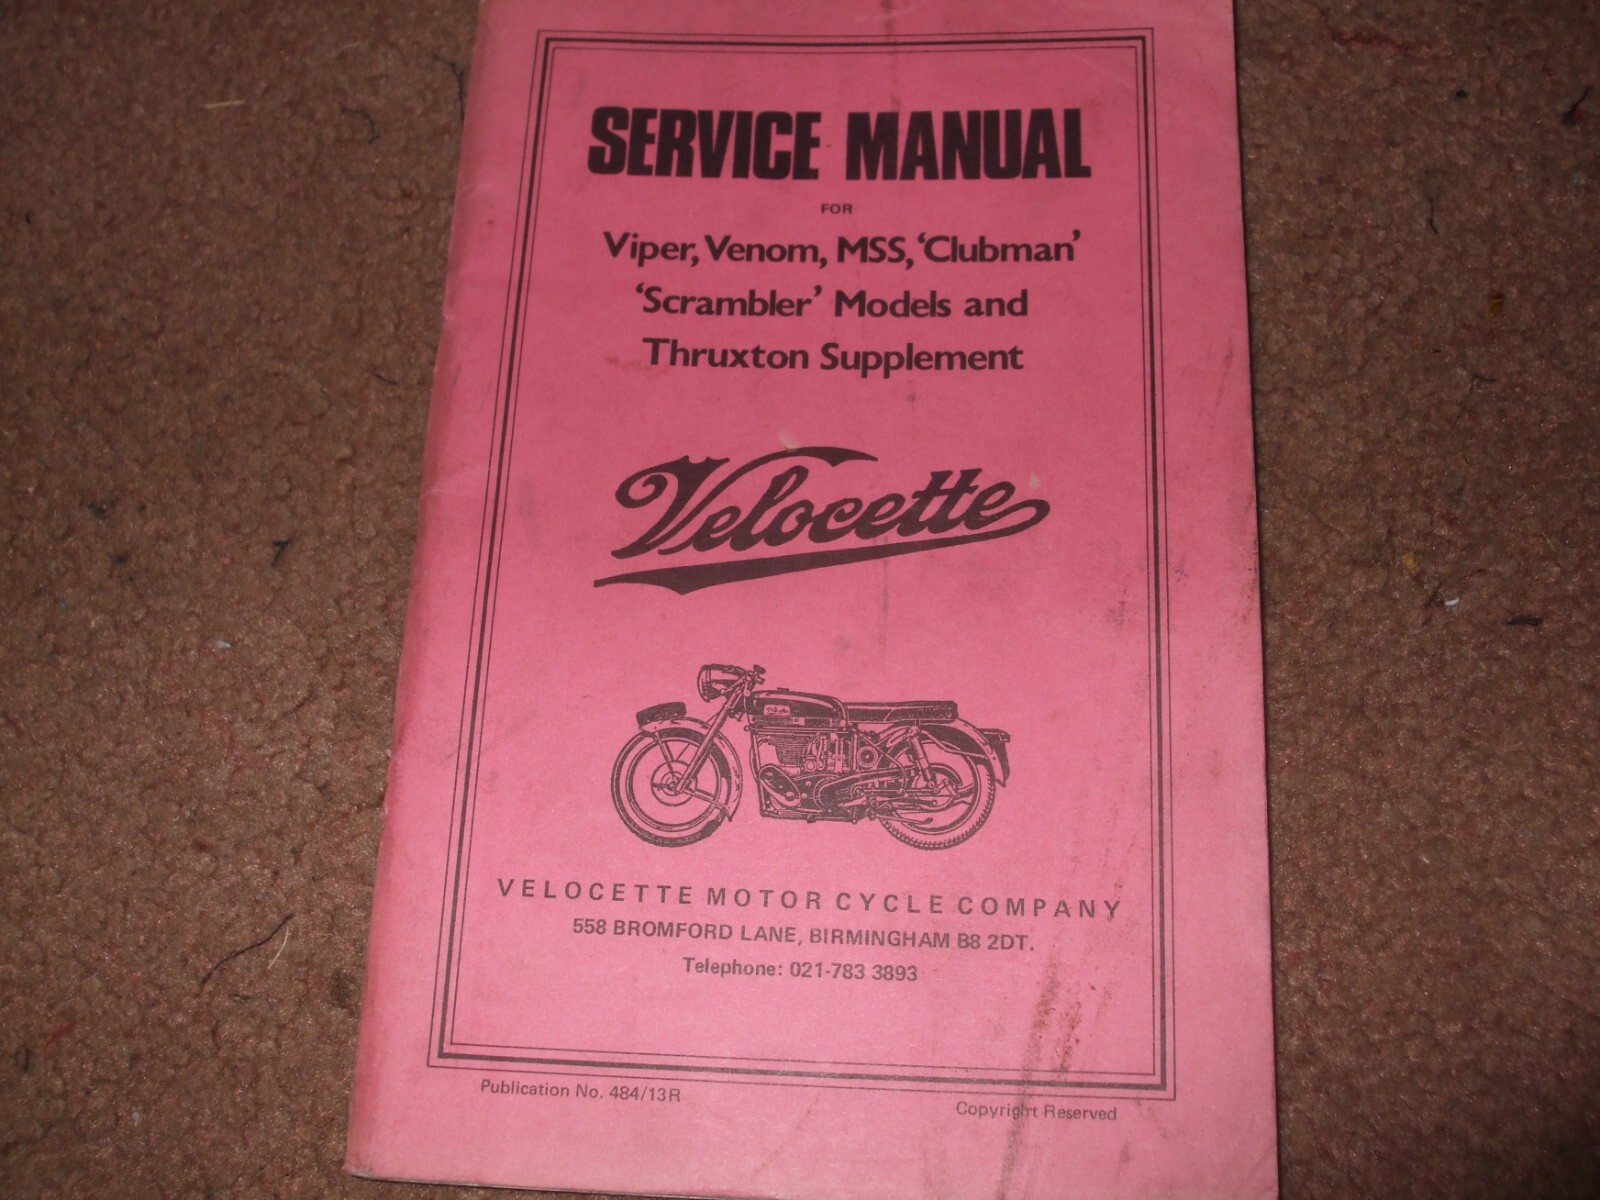 SERVICE MANUAL
FOR
Viper, Venom, MSS, ‘Clubman’
‘Scrambler’ Models and
Thruxton Supplement
Velocette
VELOCETTE MOTOR CYCLE COMPANY
558 BROMFORD LANE, BIRMINGHAM B8 2DT.
Telephone: 021-783 3893
Publication No. 484/13R
Copyright Reserved